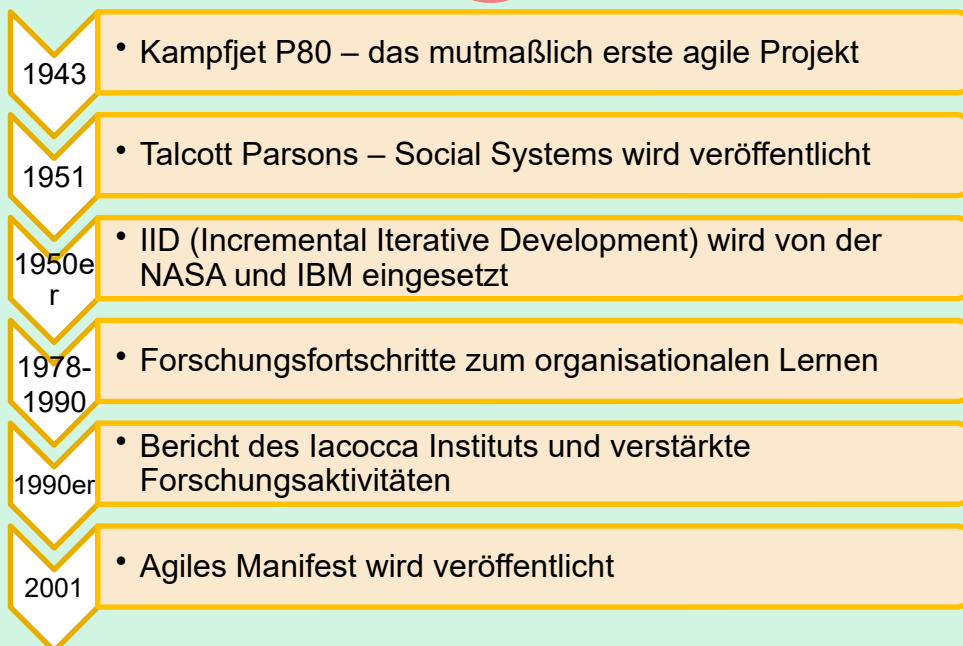 1943
• Kampfjet P80 – das mutmaßlich erste agile Projekt
1951
• Talcott Parsons – Social Systems wird veröffentlicht
1950e
r
• IID (Incremental Iterative Development) wird von der
NASA und IBM eingesetzt
1978-
1990
• Forschungsfortschritte zum organisationalen Lernen
1990er
• Bericht des Iacocca Instituts und verstärkte
Forschungsaktivitäten
2001
• Agiles Manifest wird veröffentlicht